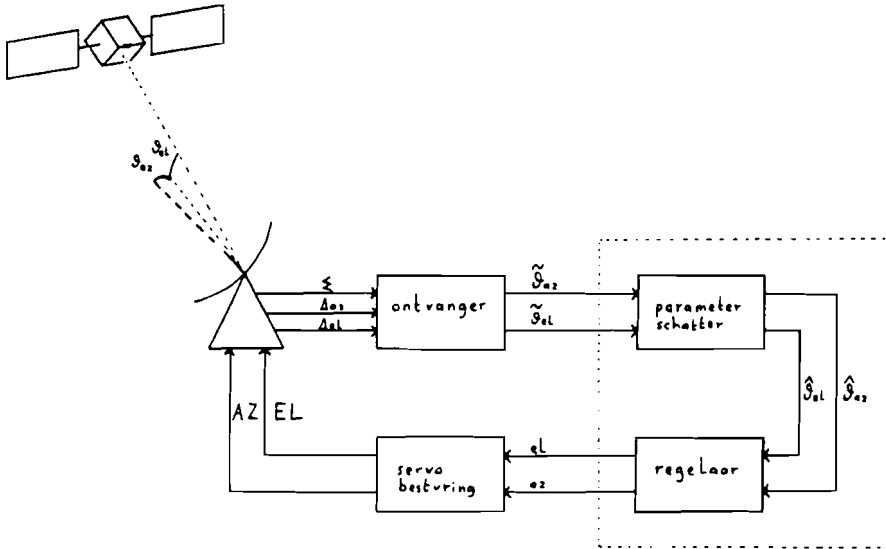 ϑel
ϑaz
Σ
Δaz
Δel
ontvanger
ϑ̃az
ϑ̃el
parameter
schatter
ϑ̂el
ϑ̂az
AZ
EL
servo
besturing
el
az
regelaar